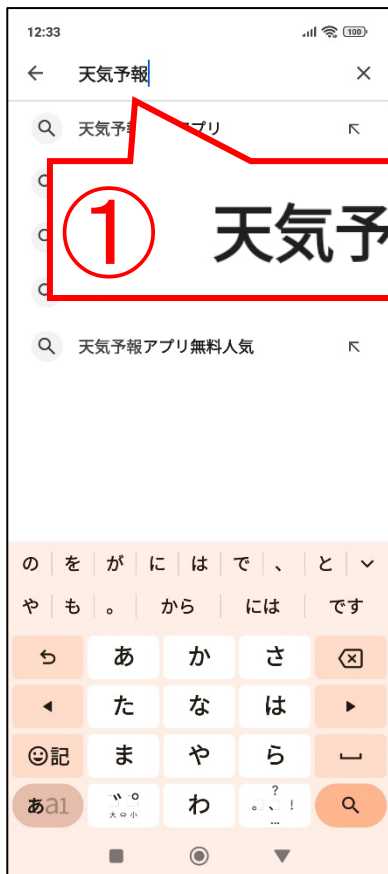 12:33
100
天気予報
天気予
プリ
① 天気予
天気予報アプリ無料人気
の を が に は で 、 と
や も 。 から には です
あ か さ
た な は
記 ま や ら
あa1 ゛゜ 大⇔小 わ 。、?!…